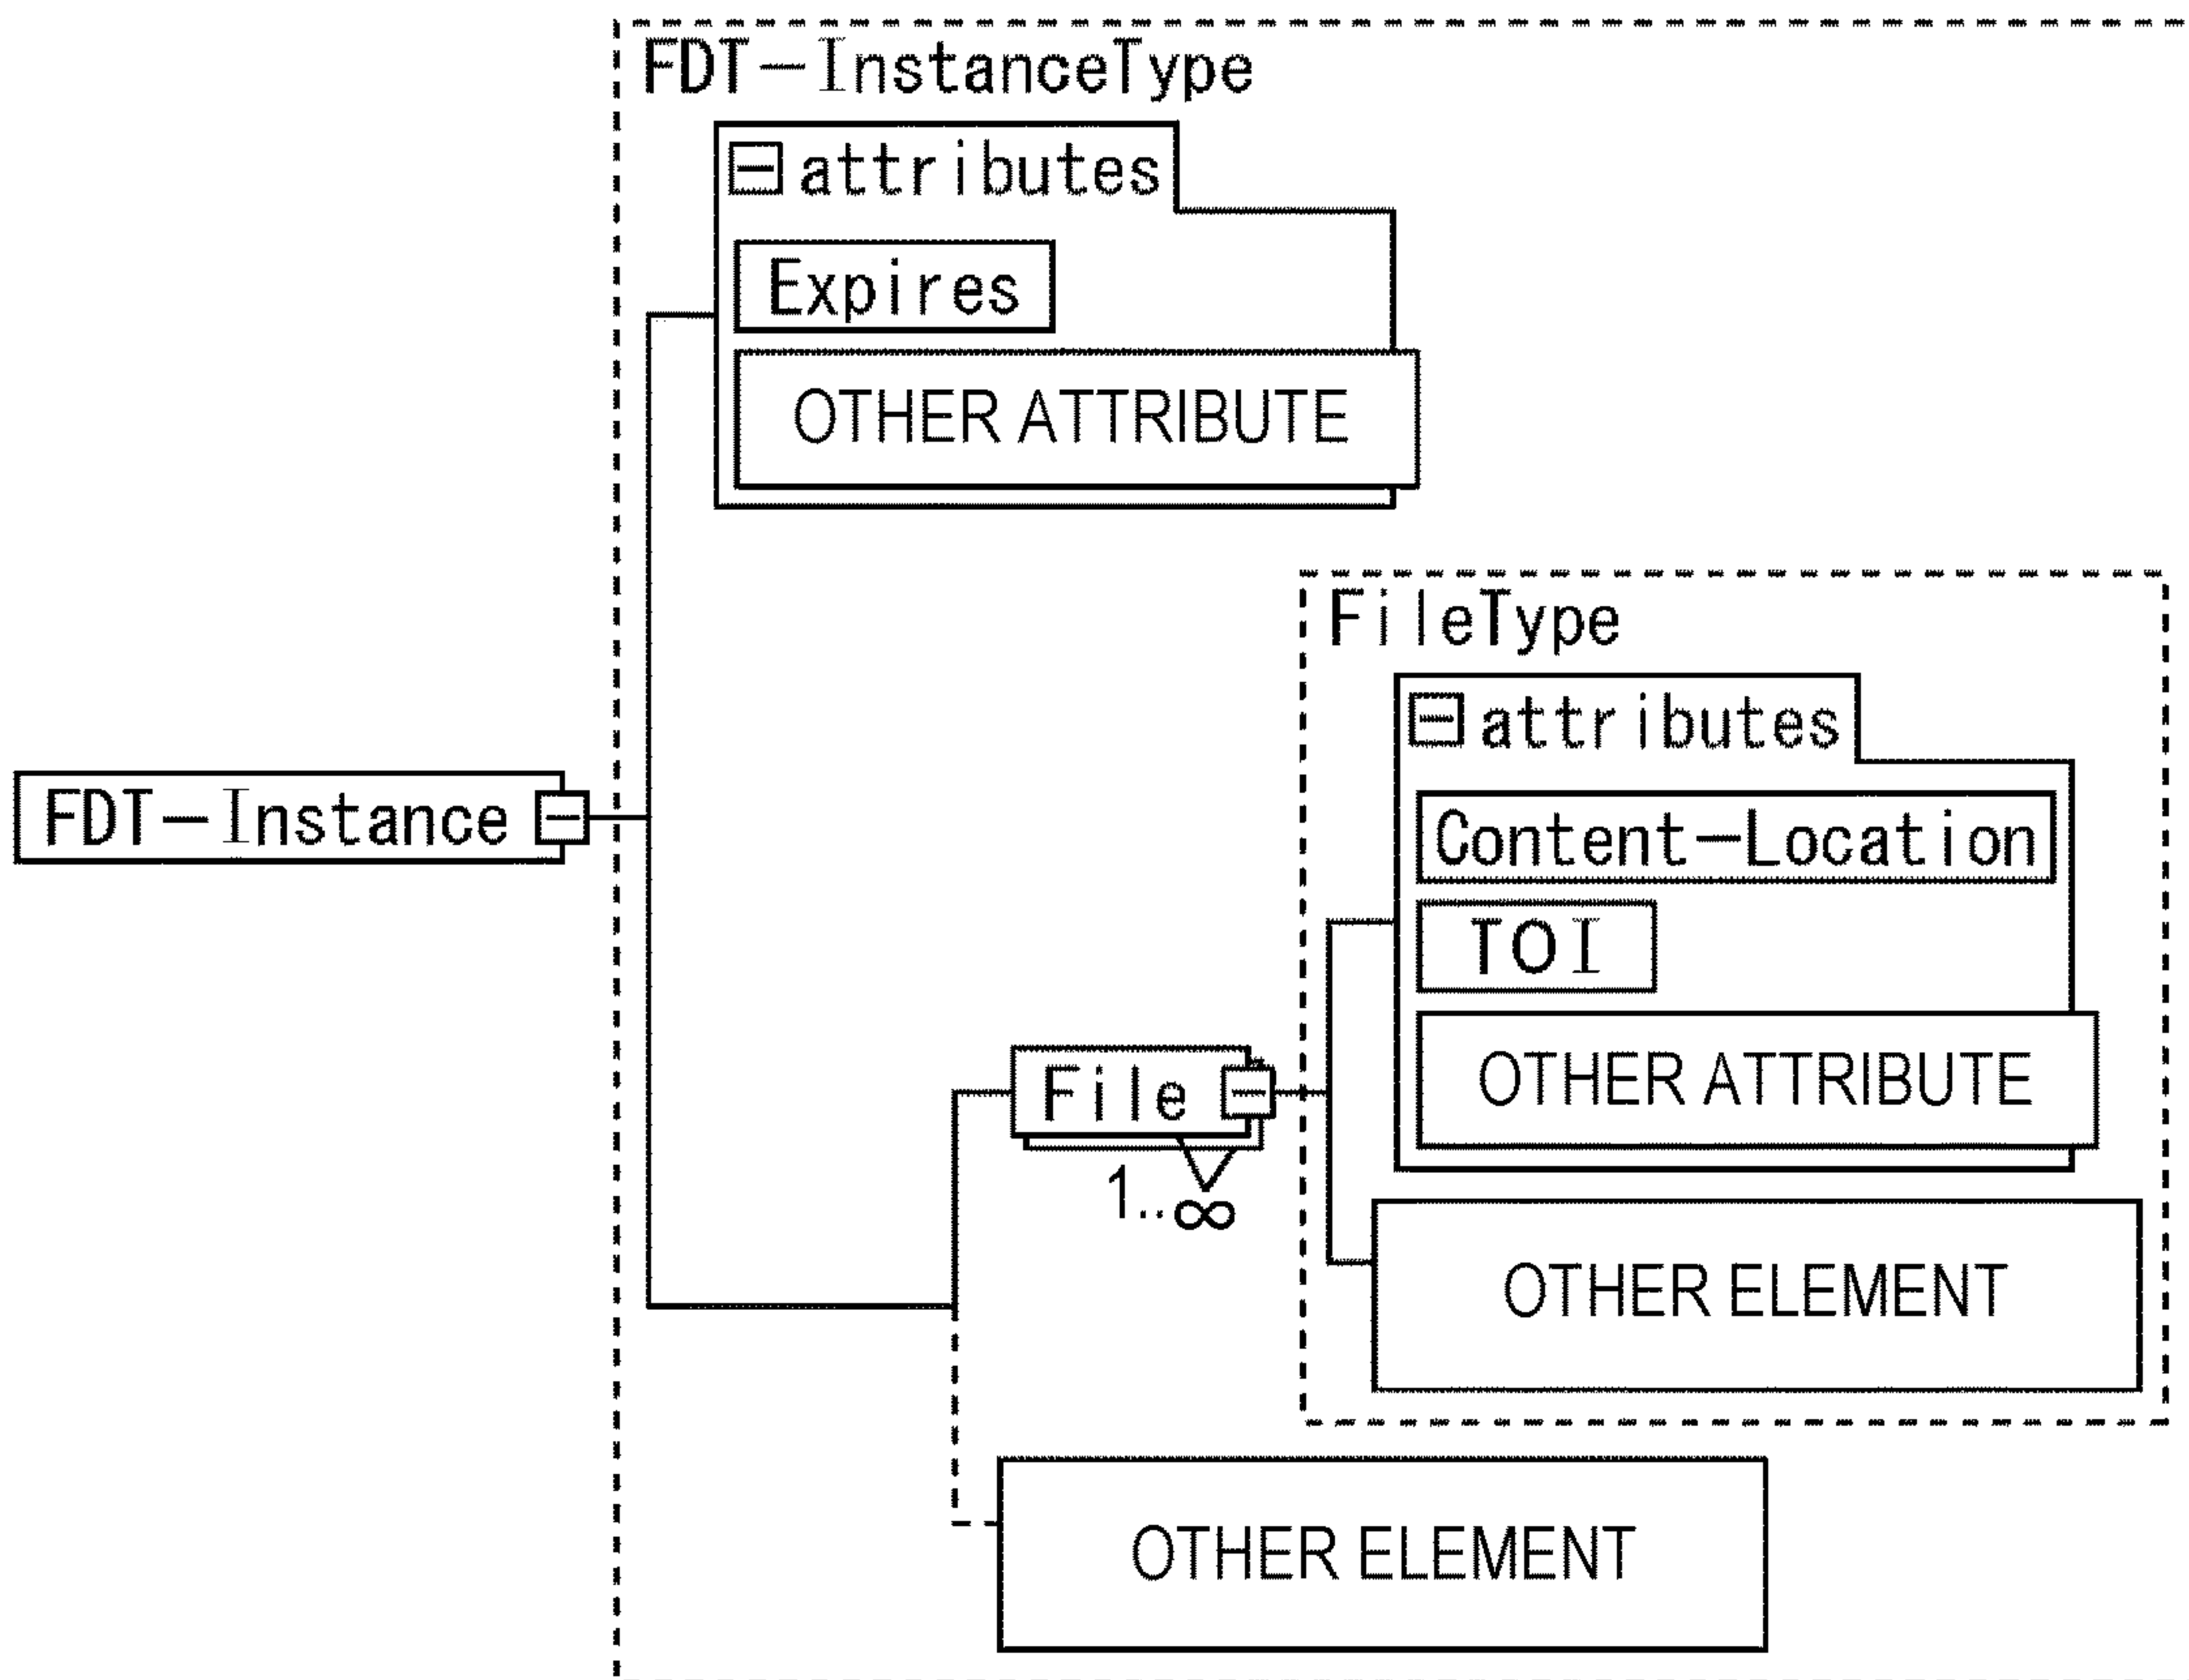 FDT-InstanceType
attributes
Expires
OTHER ATTRIBUTE
FileType
attributes
FDT-Instance
Content-Location
TOI
File
OTHER ATTRIBUTE
1..∞
OTHER ELEMENT
OTHER ELEMENT